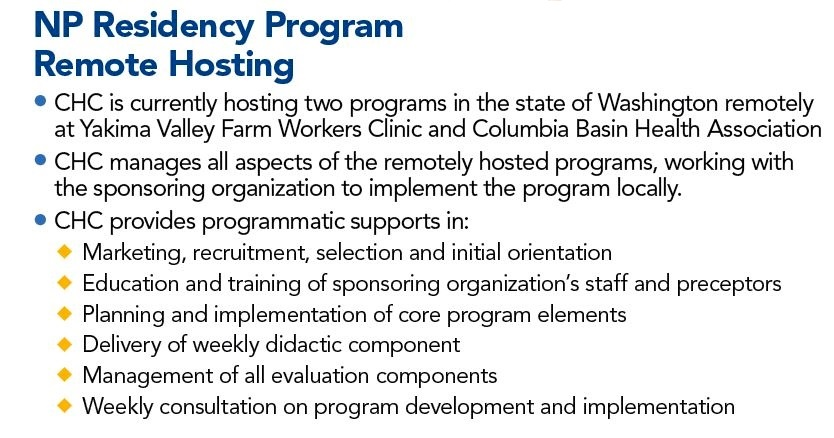 NP Residency Program
Remote Hosting
• CHC is currently hosting two programs in the state of Washington remotely
at Yakima Valley Farm Workers Clinic and Columbia Basin Health Association
• CHC manages all aspects of the remotely hosted programs, working with
the sponsoring organization to implement the program locally.
• CHC provides programmatic supports in:
◆ Marketing, recruitment, selection and initial orientation
◆ Education and training of sponsoring organization’s staff and preceptors
◆ Planning and implementation of core program elements
◆ Delivery of weekly didactic component
◆ Management of all evaluation components
◆ Weekly consultation on program development and implementation